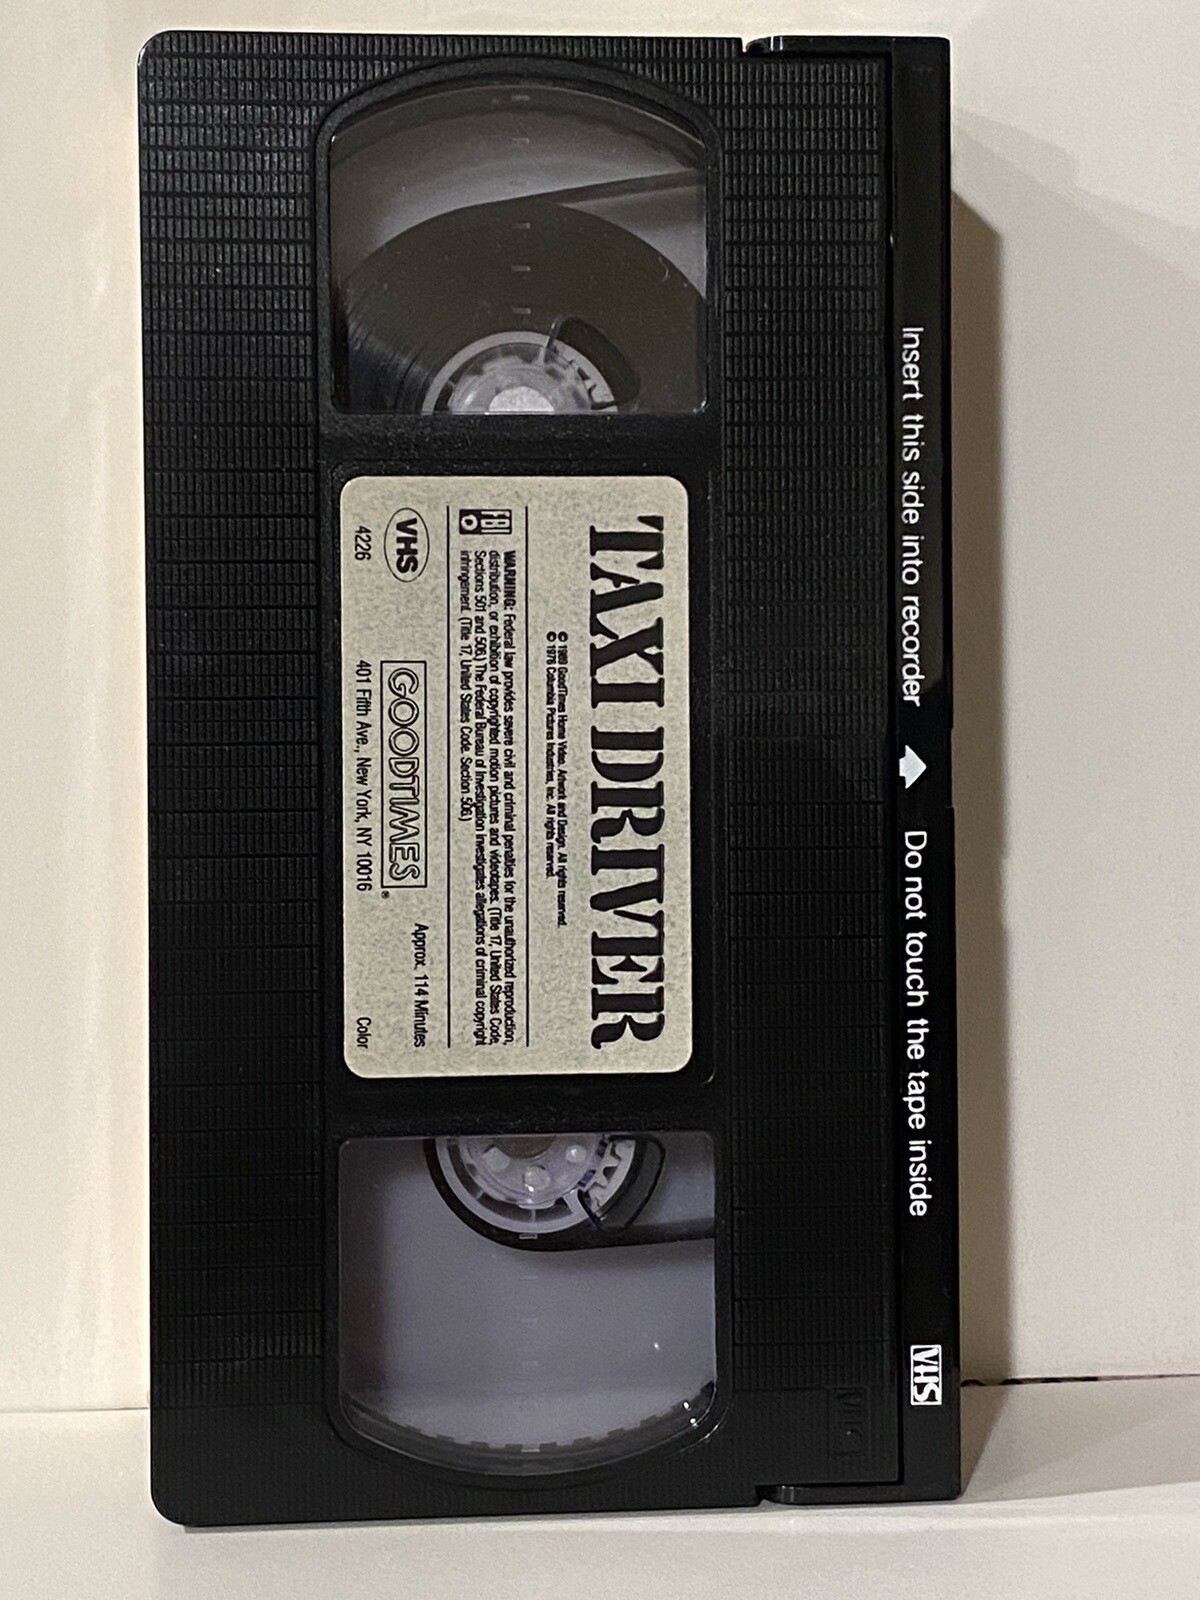 Insert this side into recorder Do not touch the tape inside VHS
TAXI DRIVER
© 1989 GoodTimes Home Video. Artwork and Design. All rights reserved.
© 1976 Columbia Pictures Industries, Inc. All rights reserved.
FBI
WARNING: Federal law provides severe civil and criminal penalties for the unauthorized reproduction,
distribution, or exhibition of copyrighted motion pictures and videotapes. (Title 17, United States Code,
Sections 501 and 506.) The Federal Bureau of Investigation investigates allegations of criminal copyright
infringement. (Title 17, United States Code, Section 506.)
VHS
GOODTIMES®
Approx. 114 Minutes
4226
401 Fifth Ave., New York, NY 10016
Color
VHS